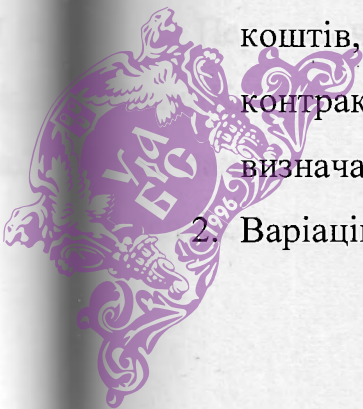 коштів,
контрак
визнача
2. Варіаці
УАБС
1996